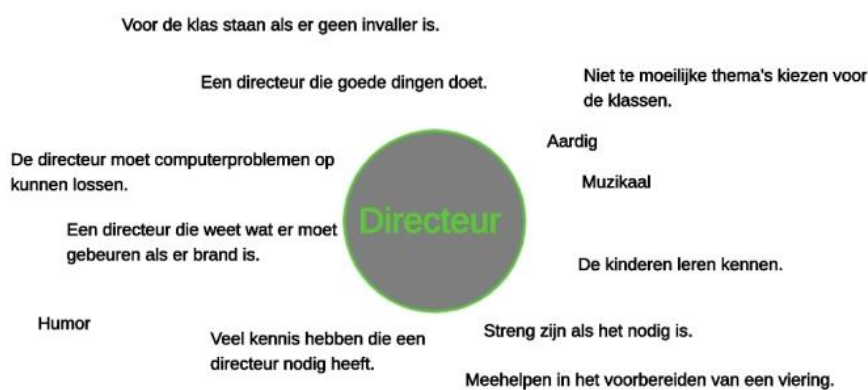 Voor de klas staan als er geen invaller is.
Een directeur die goede dingen doet.
Niet te moeilijke thema's kiezen voor
de klassen.
Aardig
De directeur moet computerproblemen op
kunnen lossen.
Muzikaal
Directeur
Een directeur die weet wat er moet
gebeuren als er brand is.
De kinderen leren kennen.
Humor
Veel kennis hebben die een
directeur nodig heeft.
Streng zijn als het nodig is.
Meehelpen in het voorbereiden van een viering.